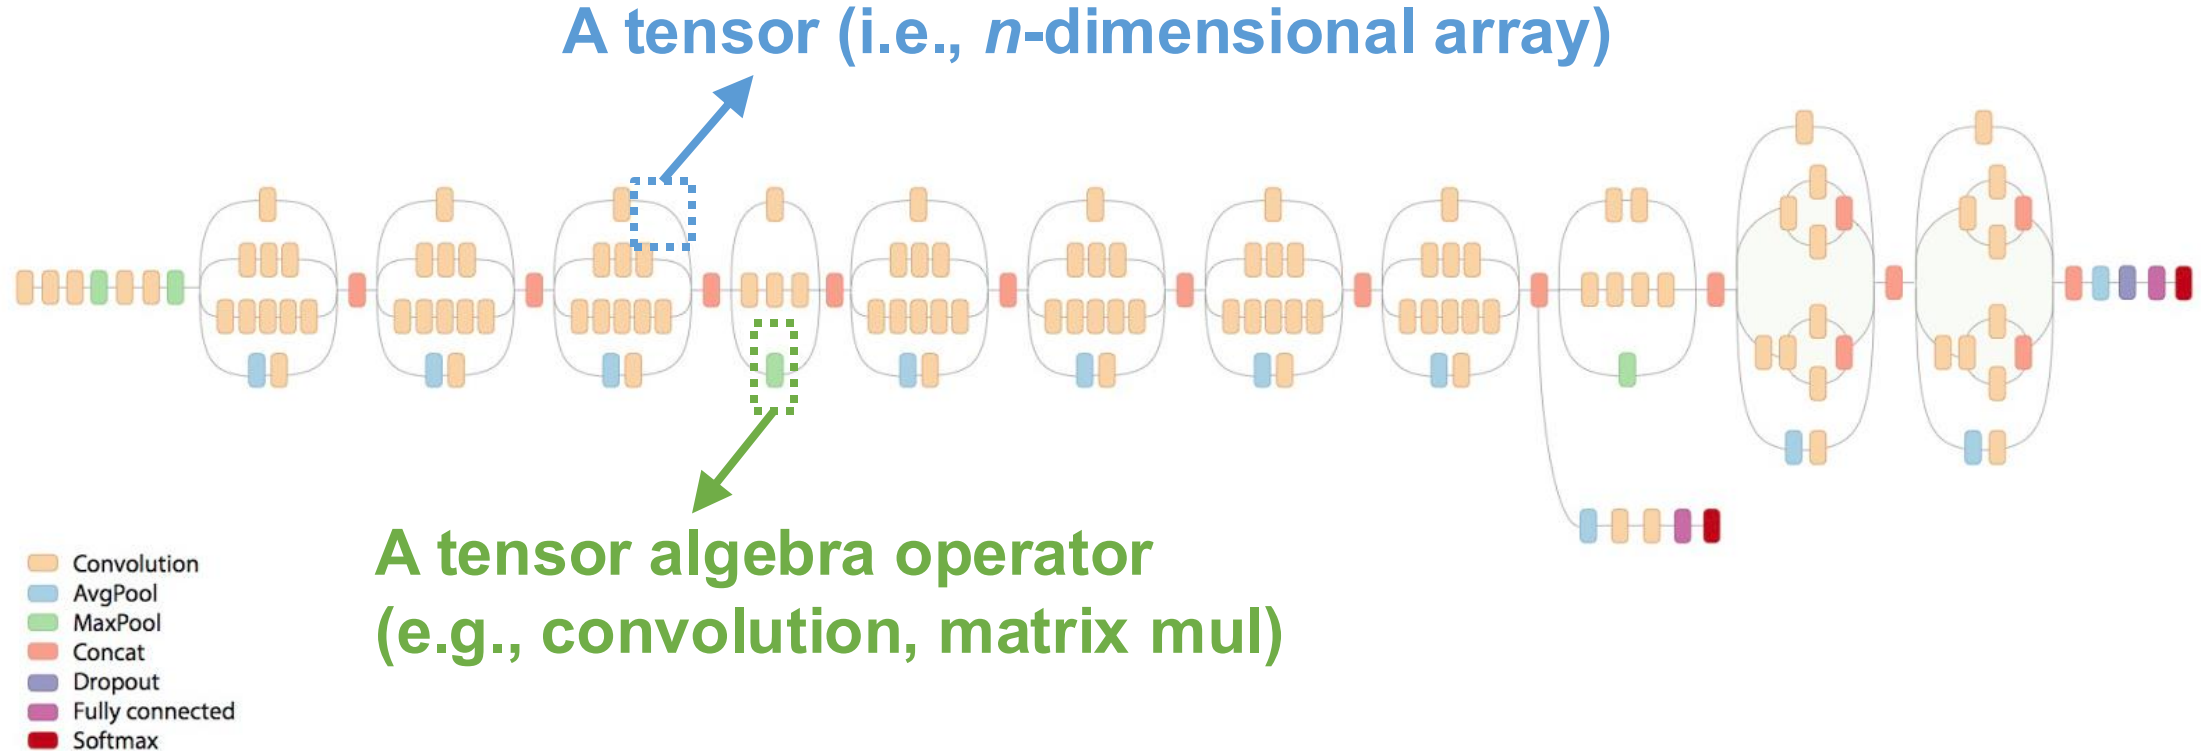 A tensor (i.e., n-dimensional array)
A tensor algebra operator
(e.g., convolution, matrix mul)
Convolution
AvgPool
MaxPool
Concat
Dropout
Fully connected
Softmax